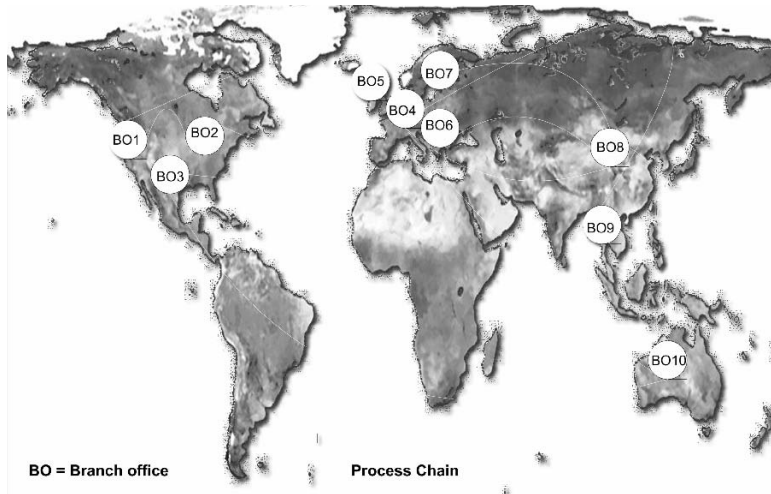 BO7
BO5
BO4
BO6
BO1
BO2
BO3
BO8
BO9
BO10
BO = Branch office
Process Chain